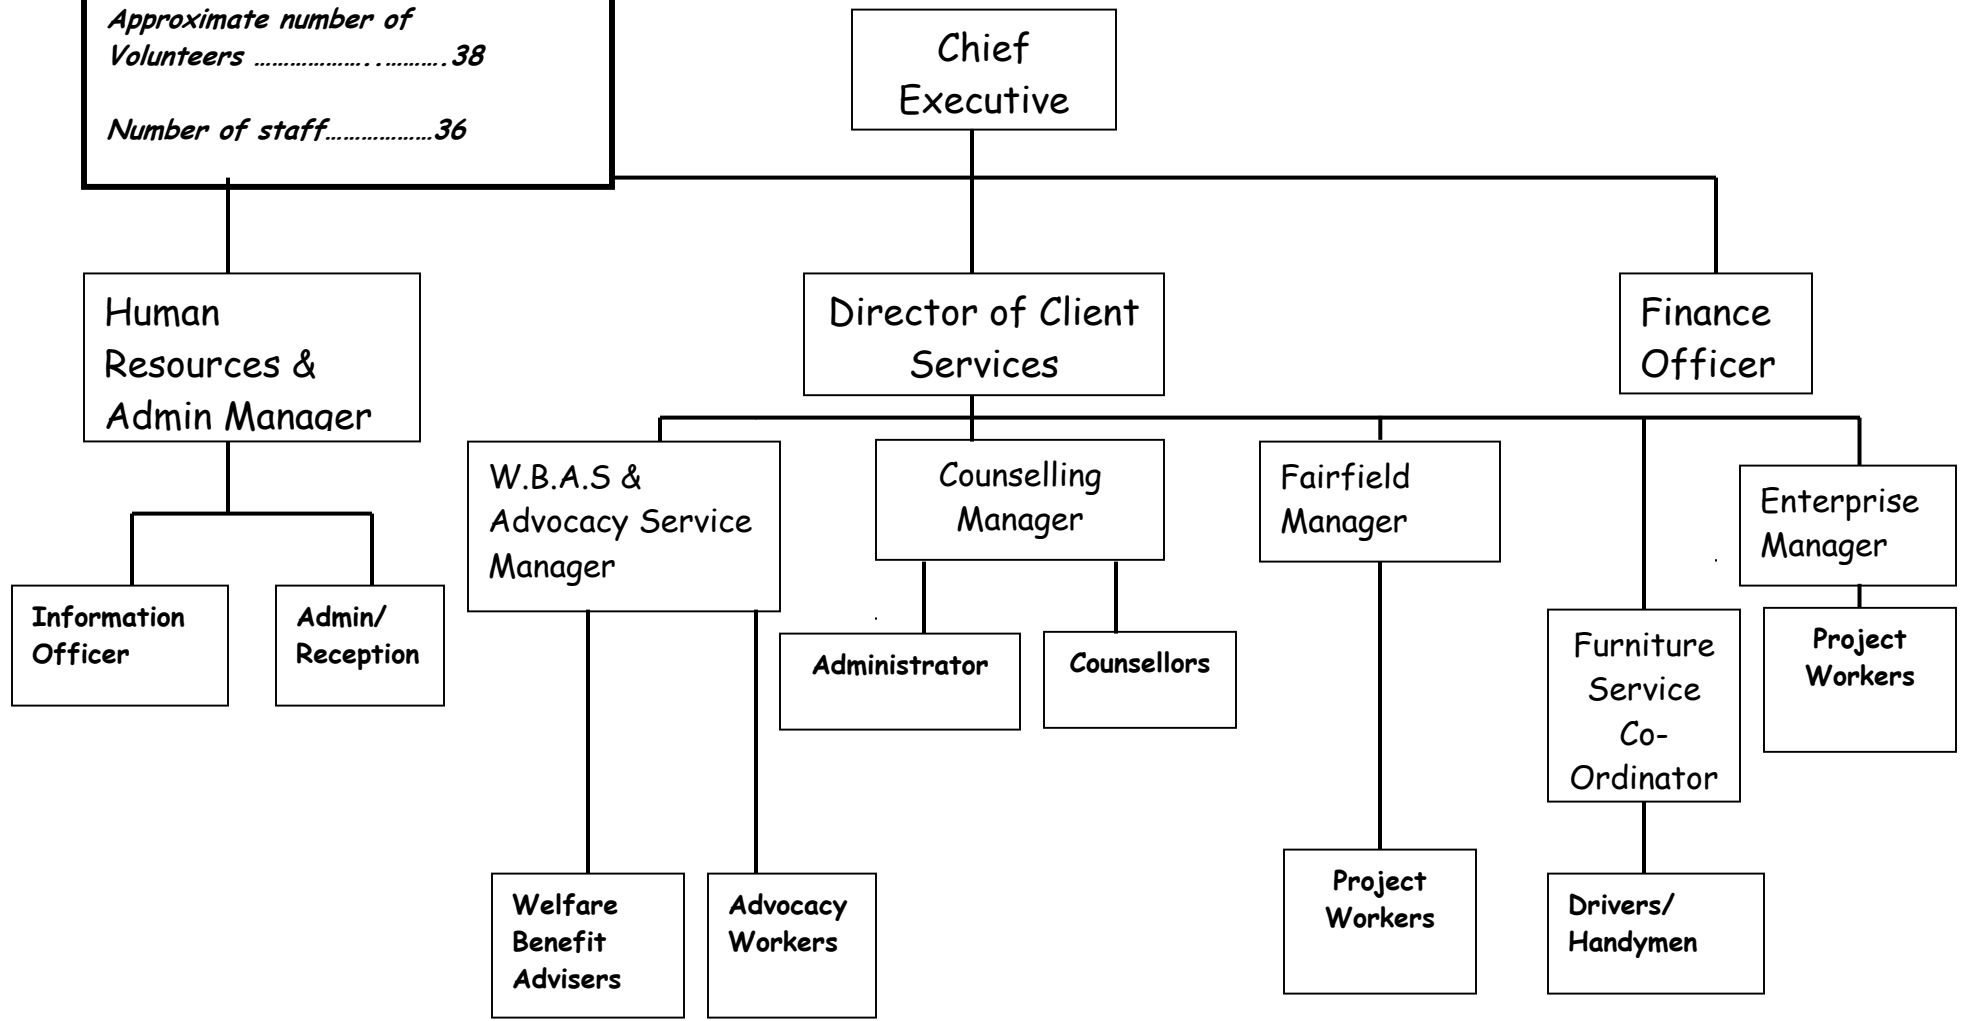 Approximate number of
Volunteers ………………..……….38
Number of staff………………36
Chief
Executive
Human
Resources &
Admin Manager
Director of Client
Services
Finance
Officer
W.B.A.S &
Advocacy Service
Manager
Counselling
Manager
Fairfield
Manager
Enterprise
Manager
Information
Officer
Admin/
Reception
Administrator
Counsellors
Furniture
Service
Co-
Ordinator
Project
Workers
Welfare
Benefit
Advisers
Advocacy
Workers
Project
Workers
Drivers/
Handymen